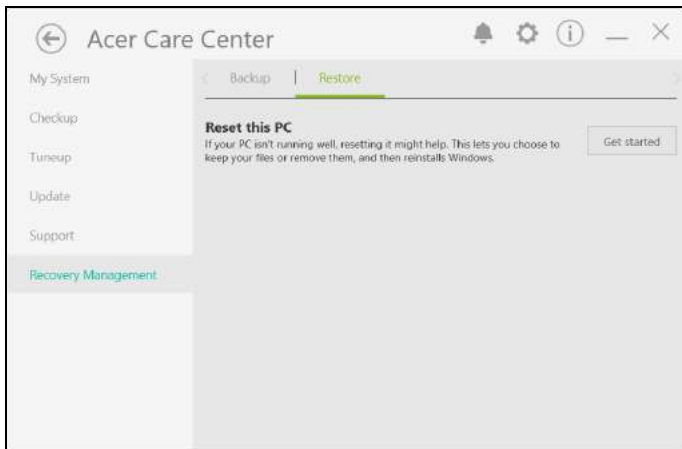 Acer Care Center
My System
Backup | Restore
Checkup
Reset this PC
If your PC isn't running well, resetting it might help. This lets you choose to
keep your files or remove them, and then reinstalls Windows.
Get started
Tuneup
Update
Support
Recovery Management